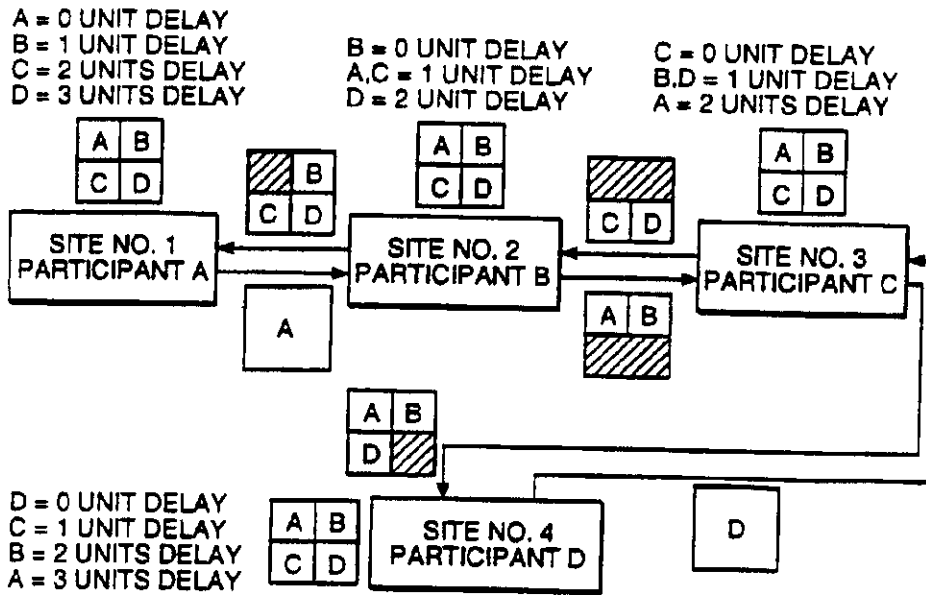 A = 0 UNIT DELAY
B = 1 UNIT DELAY
C = 2 UNITS DELAY
D = 3 UNITS DELAY
B = 0 UNIT DELAY
A,C = 1 UNIT DELAY
D = 2 UNIT DELAY
C = 0 UNIT DELAY
B,D = 1 UNIT DELAY
A = 2 UNITS DELAY
A B
C D
B
C D
A B
C D
C D
A B
C D
SITE NO. 1
PARTICIPANT A
SITE NO. 2
PARTICIPANT B
SITE NO. 3
PARTICIPANT C
A
A B
A B
D
D = 0 UNIT DELAY
C = 1 UNIT DELAY
B = 2 UNITS DELAY
A = 3 UNITS DELAY
A B
C D
SITE NO. 4
PARTICIPANT D
D